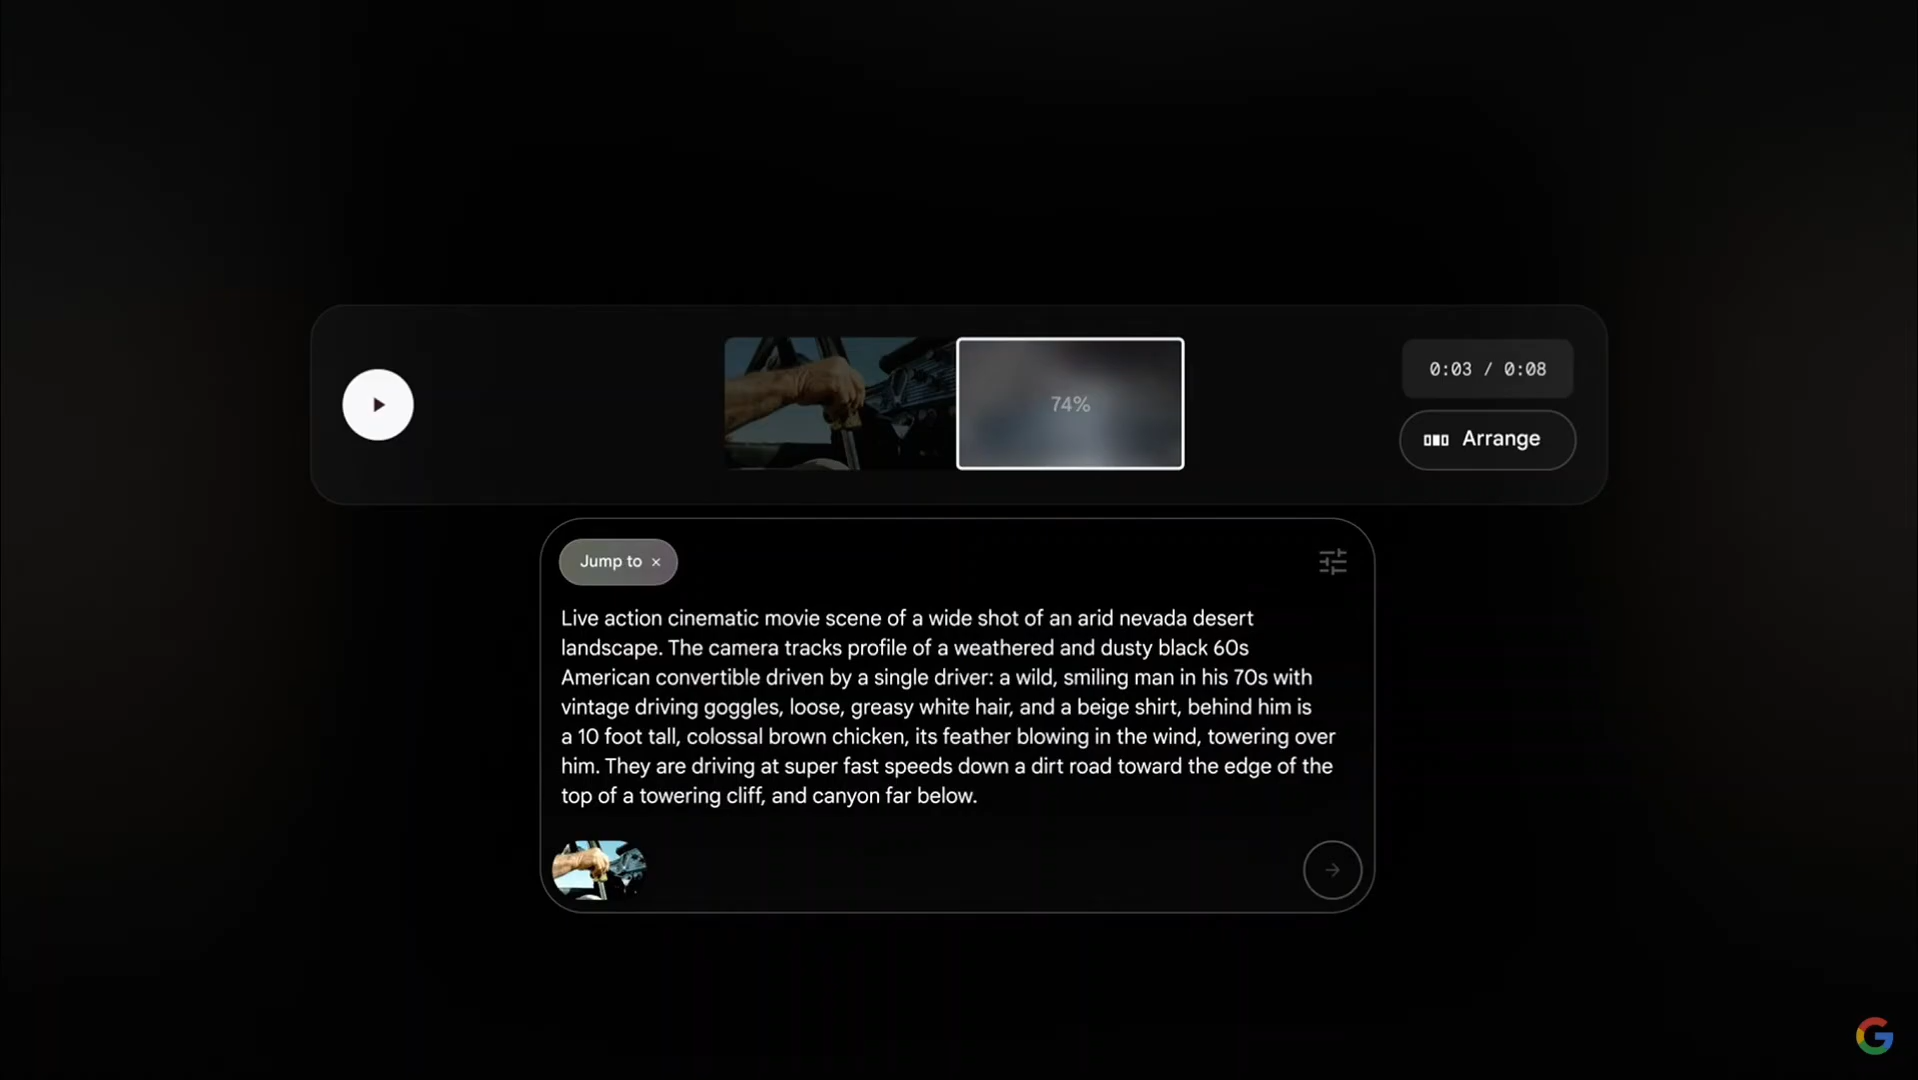 74%
0:03 / 0:08
Arrange
Jump to ×
Live action cinematic movie scene of a wide shot of an arid nevada desert
landscape. The camera tracks profile of a weathered and dusty black 60s
American convertible driven by a single driver: a wild, smiling man in his 70s with
vintage driving goggles, loose, greasy white hair, and a beige shirt, behind him is
a 10 foot tall, colossal brown chicken, its feather blowing in the wind, towering over
him. They are driving at super fast speeds down a dirt road toward the edge of the
top of a towering cliff, and canyon far below.